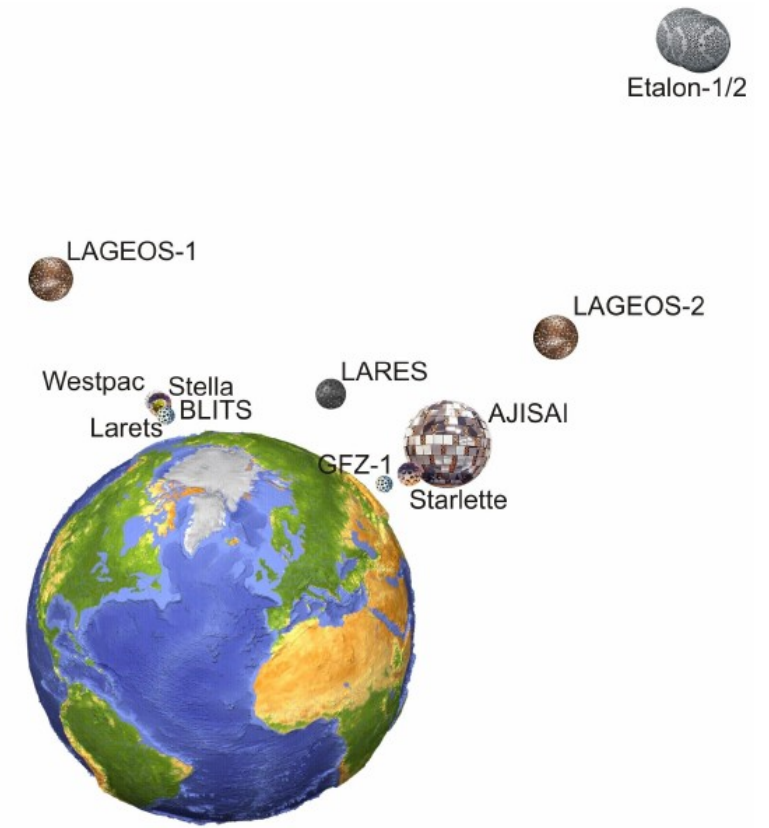 Etalon-1/2
LAGEOS-1
LAGEOS-2
Westpac
Stella
LARES
BLITS
AJISAI
Larets
GFZ-1
Starlette